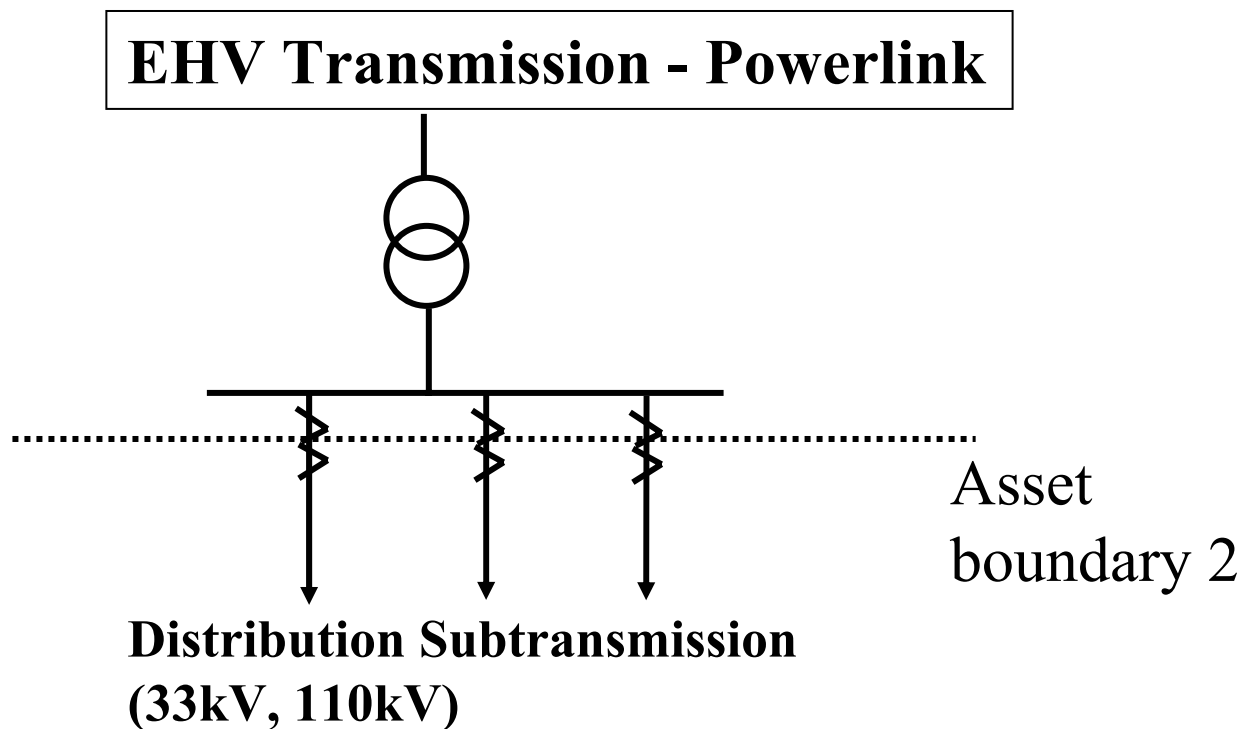 EHV Transmission - Powerlink
Asset
boundary 2
Distribution Subtransmission
(33kV, 110kV)